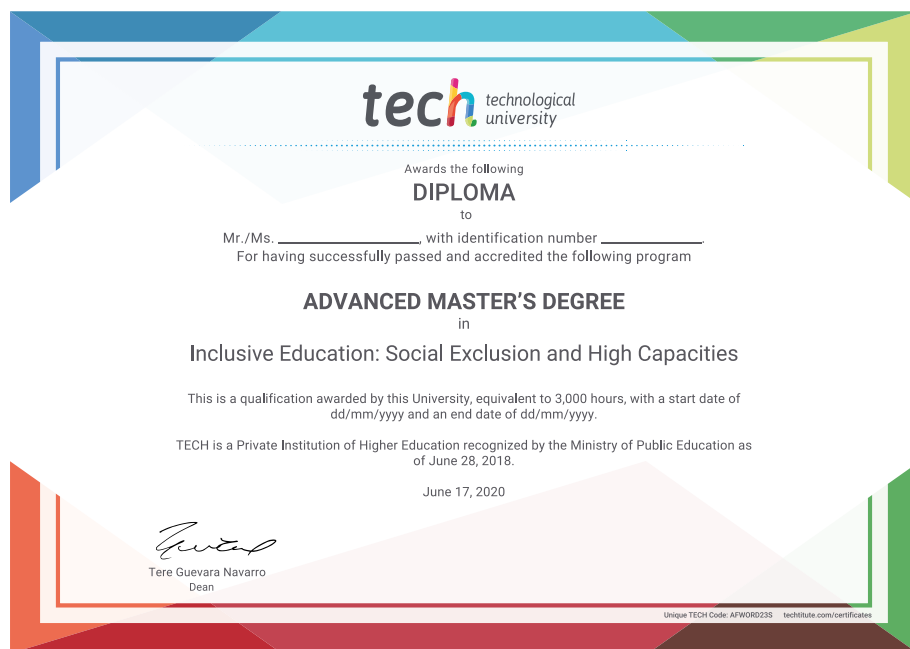 tech technological
university
Awards the following
DIPLOMA
to
Mr./Ms. ____________, with identification number ____________.
For having successfully passed and accredited the following program
ADVANCED MASTER'S DEGREE
in
Inclusive Education: Social Exclusion and High Capacities
This is a qualification awarded by this University, equivalent to 3,000 hours, with a start date of
dd/mm/yyyy and an end date of dd/mm/yyyy.
TECH is a Private Institution of Higher Education recognized by the Ministry of Public Education as
of June 28, 2018.
June 17, 2020
Tere Guevara Navarro
Dean
Unique TECH Code: AFWORD23S techtitute.com/certificates